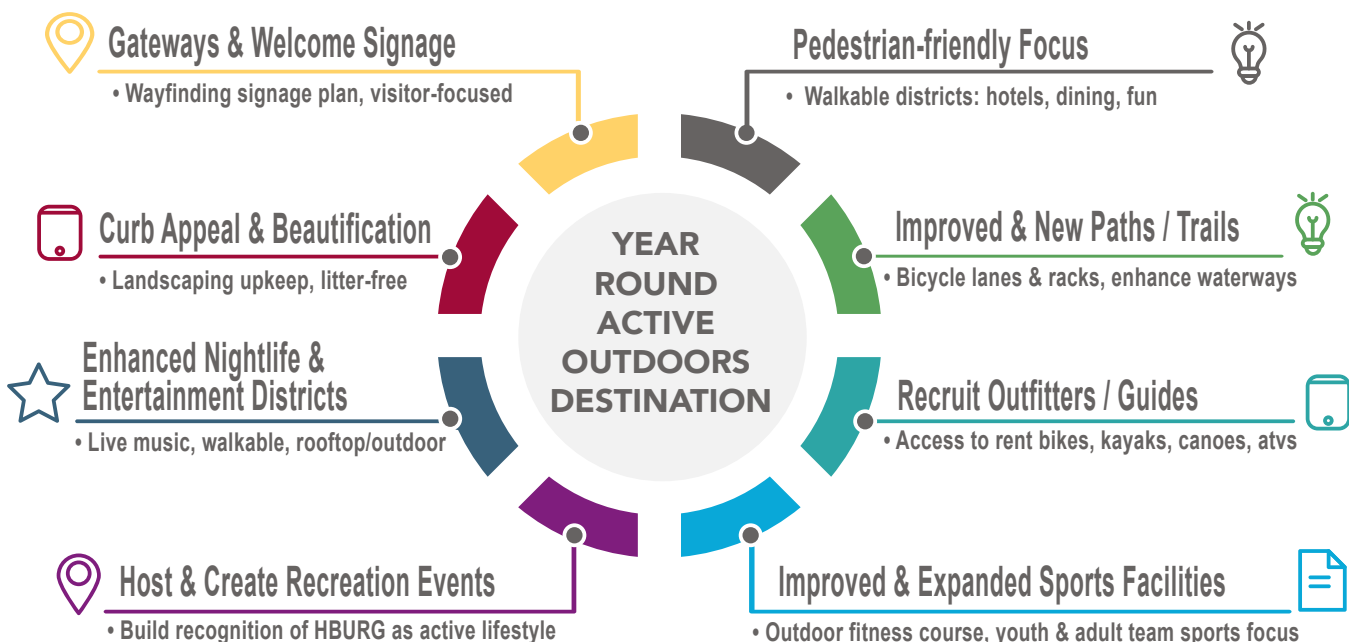 Gateways & Welcome Signage
• Wayfinding signage plan, visitor-focused
Curb Appeal & Beautification
• Landscaping upkeep, litter-free
Enhanced Nightlife &
Entertainment Districts
• Live music, walkable, rooftop/outdoor
Host & Create Recreation Events
• Build recognition of HBURG as active lifestyle
YEAR
ROUND
ACTIVE
OUTDOORS
DESTINATION
Pedestrian-friendly Focus
• Walkable districts: hotels, dining, fun
Improved & New Paths / Trails
• Bicycle lanes & racks, enhance waterways
Recruit Outfitters / Guides
• Access to rent bikes, kayaks, canoes, atvs
Improved & Expanded Sports Facilities
• Outdoor fitness course, youth & adult team sports focus